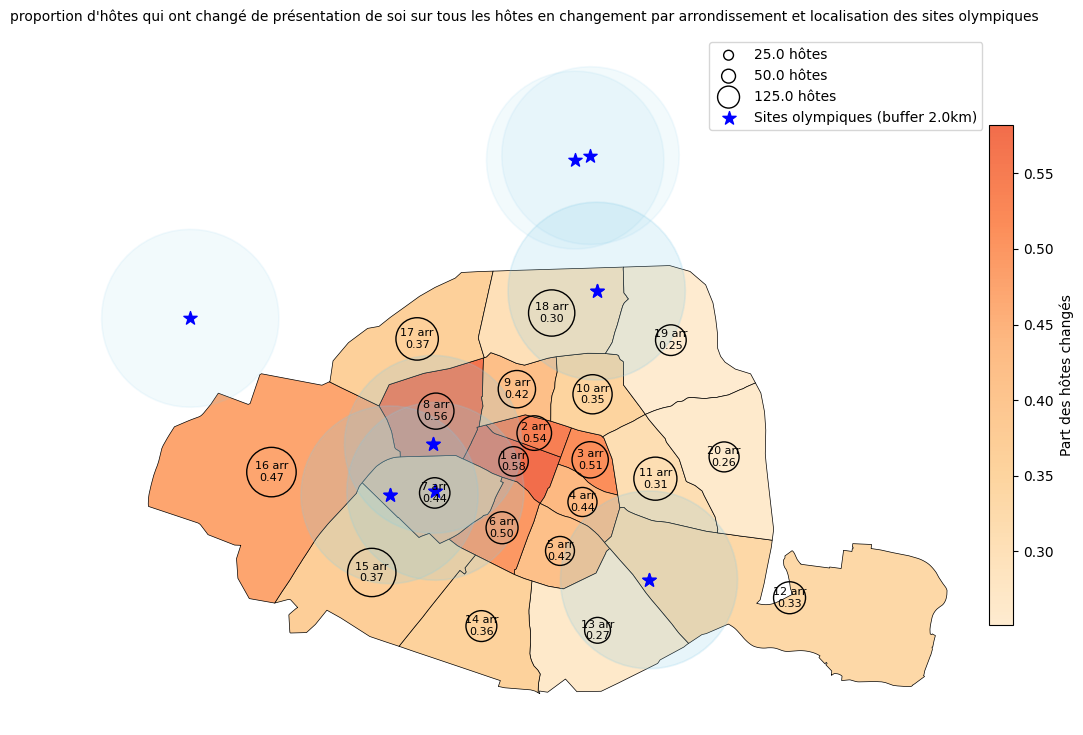 proportion d'hôtes qui ont changé de présentation de soi sur tous les hôtes en changement par arrondissement et localisation des sites olympiques
25.0 hôtes
50.0 hôtes
125.0 hôtes
Sites olympiques (buffer 2.0km)
0.55
0.50
0.45
0.40
0.35
0.30
Part des hôtes changés
18 arr
0.30
17 arr
0.37
19 arr
0.25
9 arr
0.42
10 arr
0.35
8 arr
0.56
2 arr
0.54
1 arr
0.58
3 arr
0.51
20 arr
0.26
16 arr
0.47
11 arr
0.31
7 arr
0.44
4 arr
0.44
6 arr
0.50
5 arr
0.42
15 arr
0.37
12 arr
0.33
14 arr
0.36
13 arr
0.27